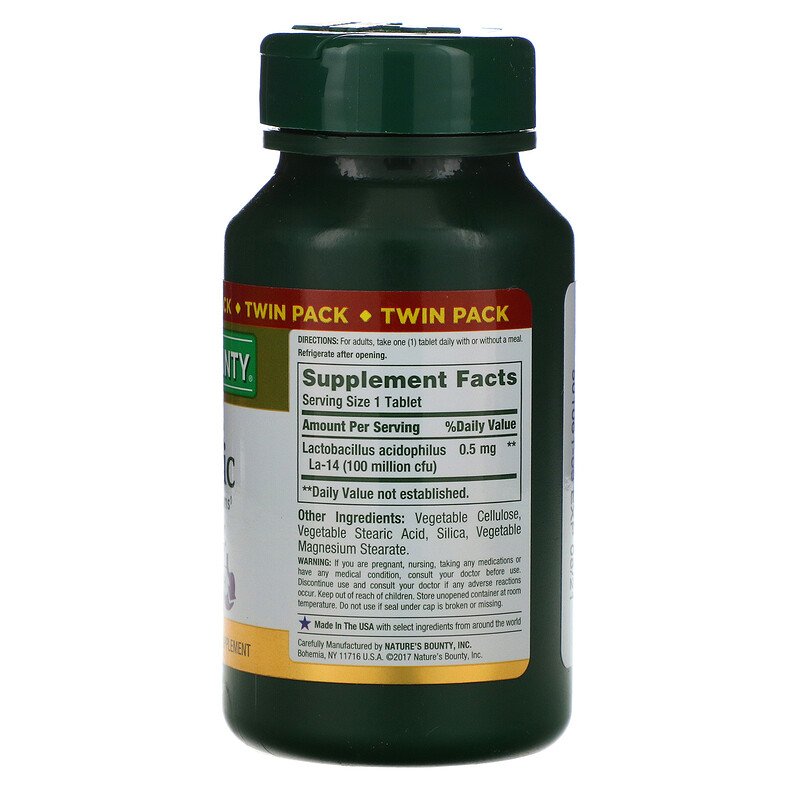 CK ♦ TWIN PACK ♦ TWIN PACK
NTY®
ic
DIRECTIONS: For adults, take one (1) tablet daily with or without a meal.
Refrigerate after opening.
Supplement Facts
Serving Size 1 Tablet
Amount Per Serving %Daily Value
Lactobacillus acidophilus 0.5 mg **
La-14 (100 million cfu)
**Daily Value not established.
Other Ingredients: Vegetable Cellulose,
Vegetable Stearic Acid, Silica, Vegetable
Magnesium Stearate.
WARNING: If you are pregnant, nursing, taking any medications or
have any medical condition, consult your doctor before use.
Discontinue use and consult your doctor if any adverse reactions
occur. Keep out of reach of children. Store unopened container at room
temperature. Do not use if seal under cap is broken or missing.
Made In The USA with select ingredients from around the world
Carefully Manufactured by NATURE'S BOUNTY, INC.
Bohemia, NY 11716 U.S.A. ©2017 Nature's Bounty, Inc.
PLEMENT